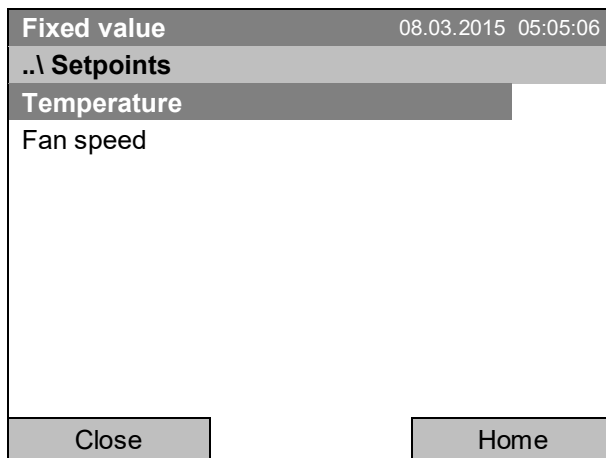 Fixed value 08.03.2015 05:05:06
..\ Setpoints
Temperature
Fan speed
Close Home